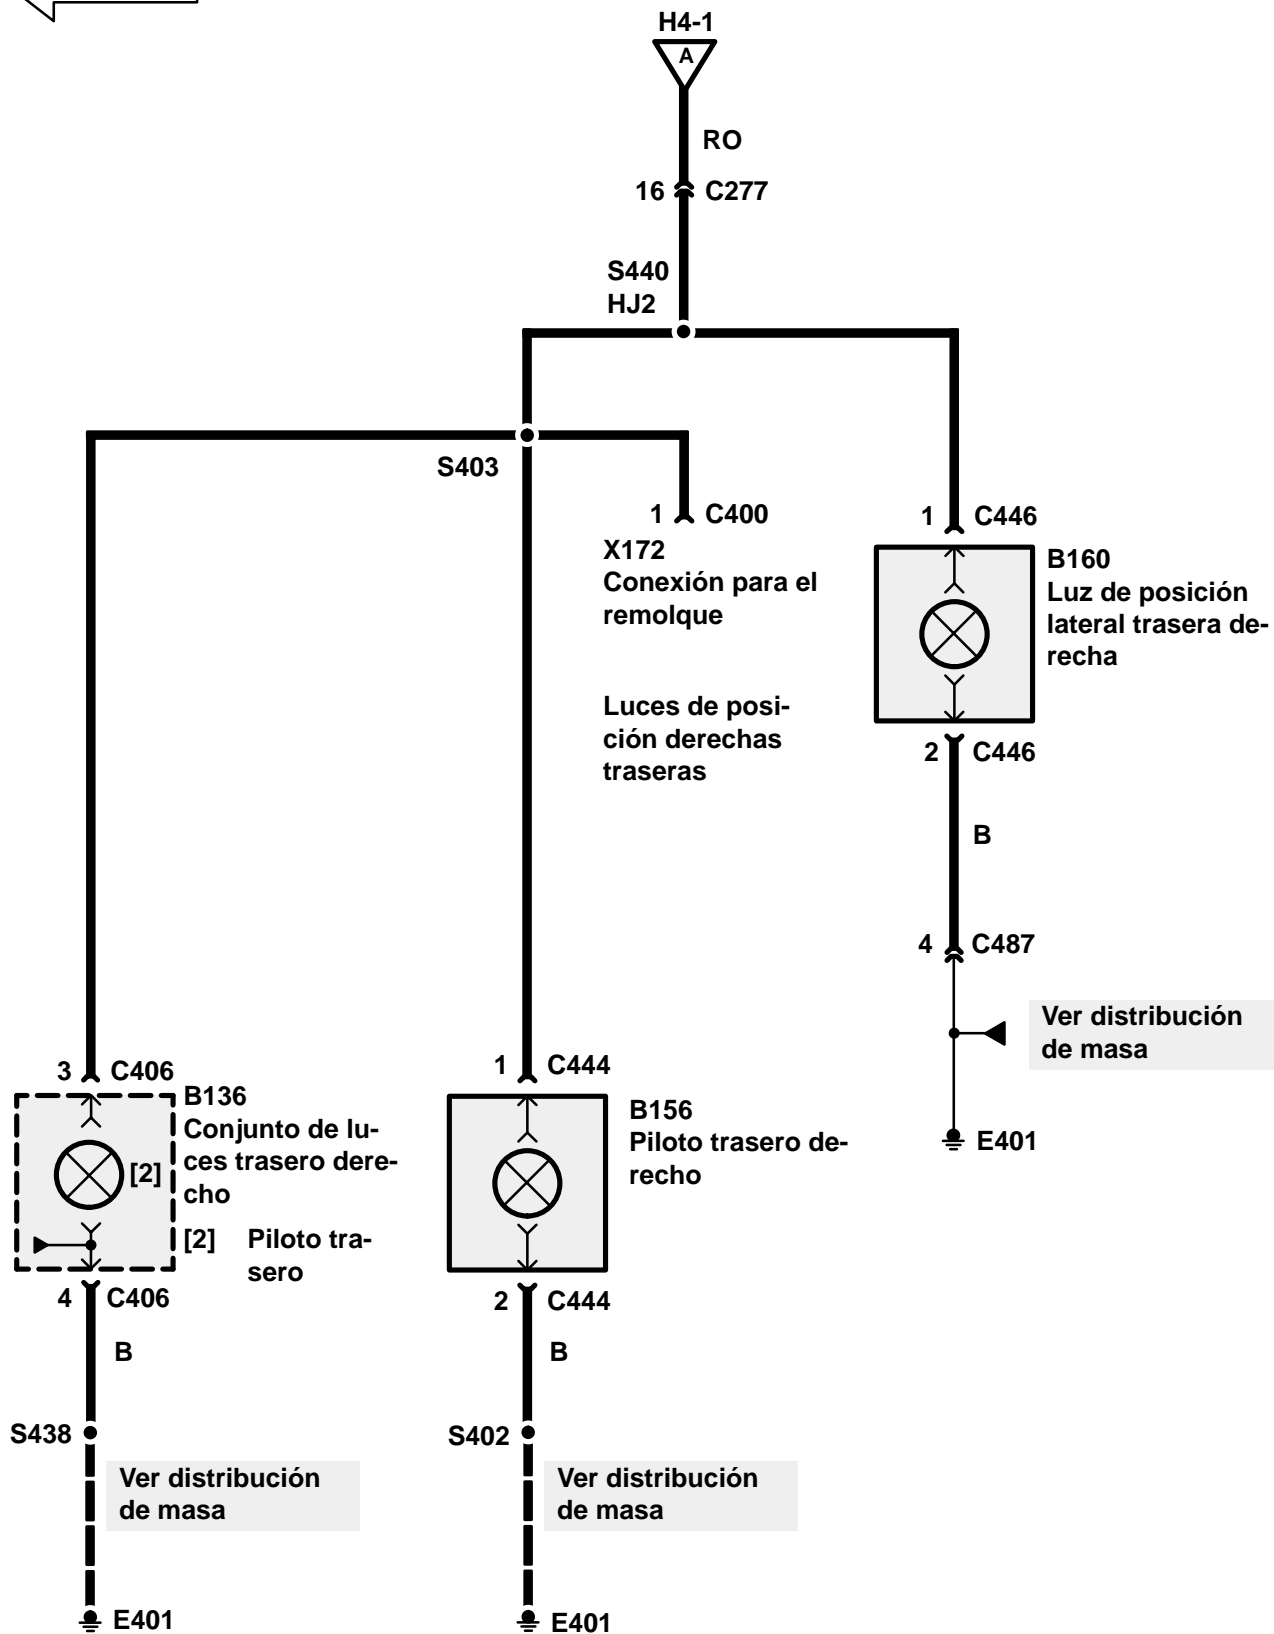 H4-1
A
RO
16 C277
S440
HJ2
S403
1 C400
X172
Conexión para el
remolque
Luces de posi-
ción derechas
traseras
1 C446
B160
Luz de posición
lateral trasera de-
recha
2 C446
B
4 C487
Ver distribución
de masa
E401
3 C406
B136
Conjunto de lu-
ces trasero dere-
cho
[2]
[2] Piloto tra-
sero
4 C406
B
S438
Ver distribución
de masa
E401
1 C444
B156
Piloto trasero de-
recho
2 C444
B
S402
Ver distribución
de masa
E401